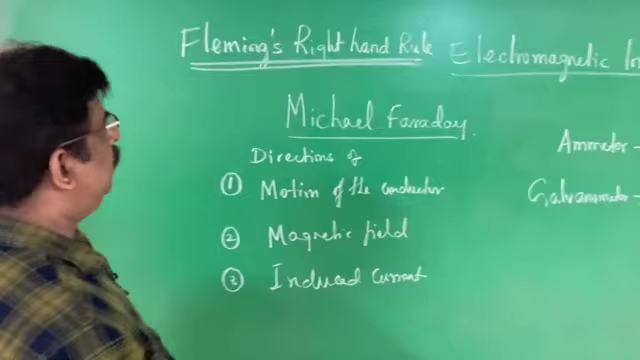 Fleming's Right hand Rule
Electromagnetic In
Michael Faraday.
Directions of
① Motion of the conductor
② Magnetic field
③ Induced current
Ammeter -
Galvanometer -